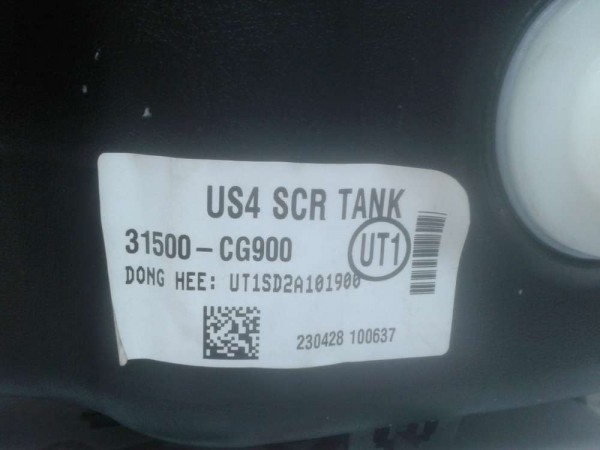 US4 SCR TANK
31500-CG900
UT1
DONG HEE: UT1SD2A101900
230428 100637